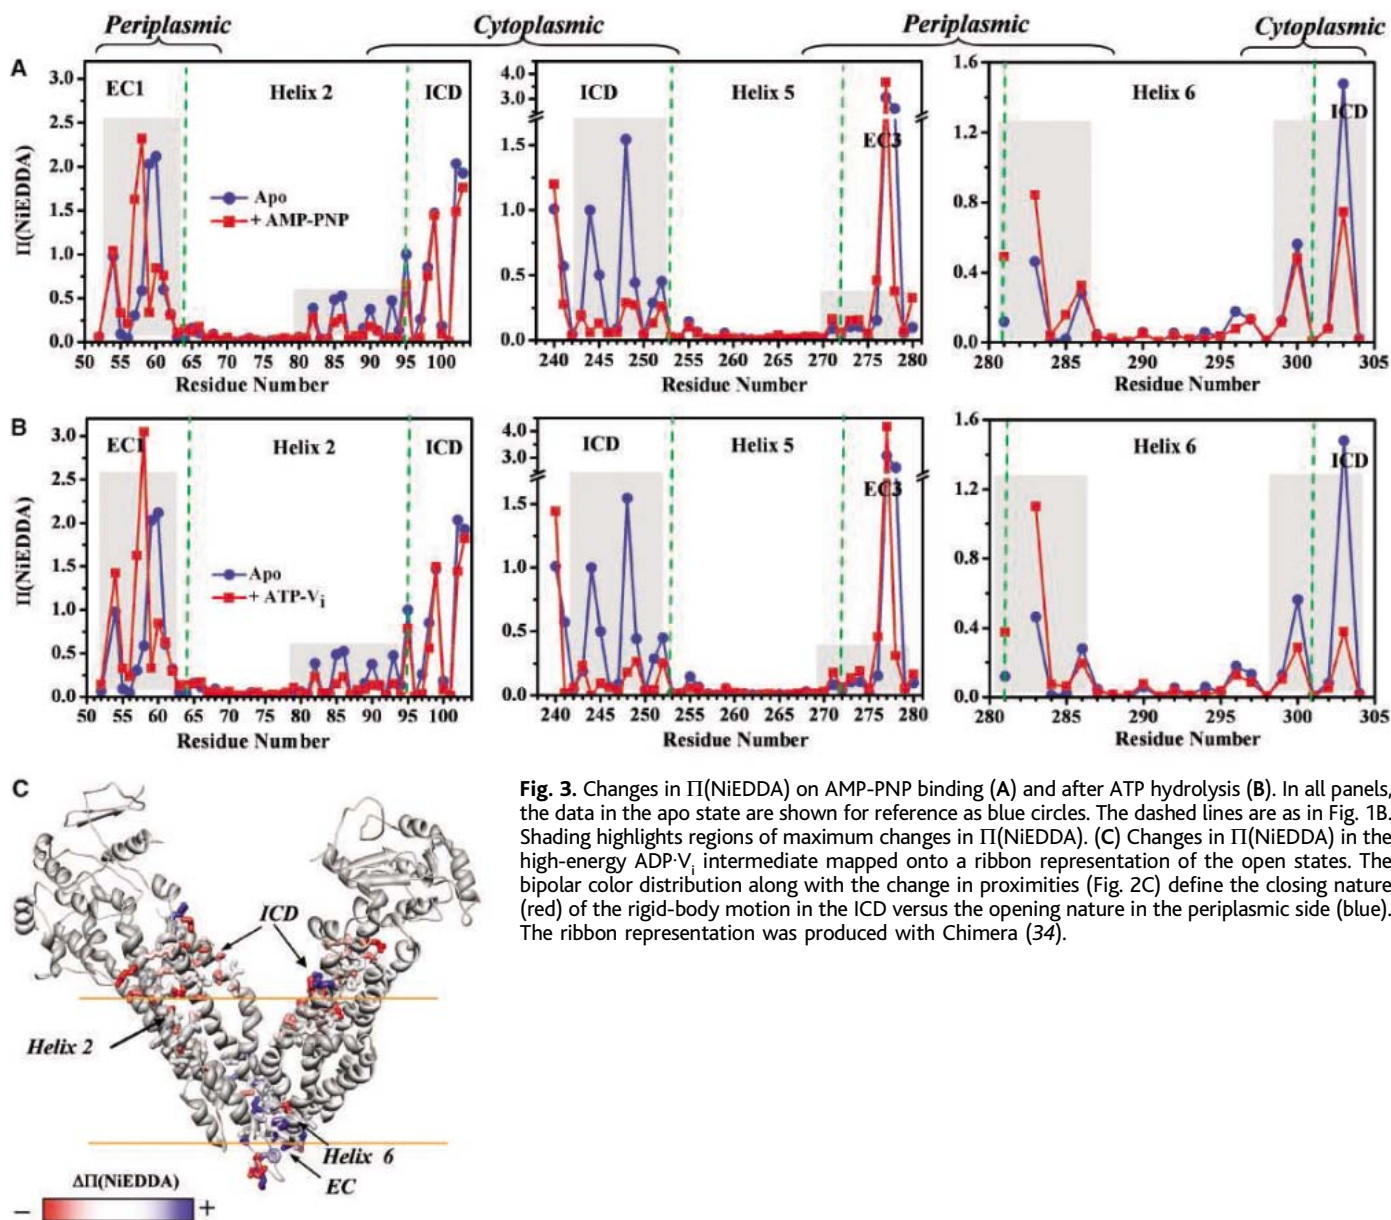 Periplasmic Cytoplasmic Periplasmic Cytoplasmic
A
EC1 Helix 2 ICD
ICD Helix 5 EC3
Helix 6 ICD
Π(NiEDDA)
3.0
2.5
2.0
1.5
1.0
0.5
0.0
Apo
+ AMP-PNP
50 55 60 65 70 75 80 85 90 95 100
Residue Number
4.0
3.0
1.5
1.0
0.5
0.0
240 245 250 255 260 265 270 275 280
Residue Number
1.6
1.2
0.8
0.4
0.0
280 285 290 295 300 305
Residue Number
B
EC1 Helix 2 ICD
ICD Helix 5 EC3
Helix 6 ICD
Π(NiEDDA)
3.0
2.5
2.0
1.5
1.0
0.5
0.0
Apo
+ ATP-Vi
50 55 60 65 70 75 80 85 90 95 100
Residue Number
4.0
3.0
1.5
1.0
0.5
0.0
240 245 250 255 260 265 270 275 280
Residue Number
1.6
1.2
0.8
0.4
0.0
280 285 290 295 300 305
Residue Number
C
ICD
Helix 2
Helix 6
EC
ΔΠ(NiEDDA)
− +
Fig. 3. Changes in Π(NiEDDA) on AMP-PNP binding (A) and after ATP hydrolysis (B). In all panels,
the data in the apo state are shown for reference as blue circles. The dashed lines are as in Fig. 1B.
Shading highlights regions of maximum changes in Π(NiEDDA). (C) Changes in Π(NiEDDA) in the
high-energy ADP·Vi intermediate mapped onto a ribbon representation of the open states. The
bipolar color distribution along with the change in proximities (Fig. 2C) define the closing nature
(red) of the rigid-body motion in the ICD versus the opening nature in the periplasmic side (blue).
The ribbon representation was produced with Chimera (34).